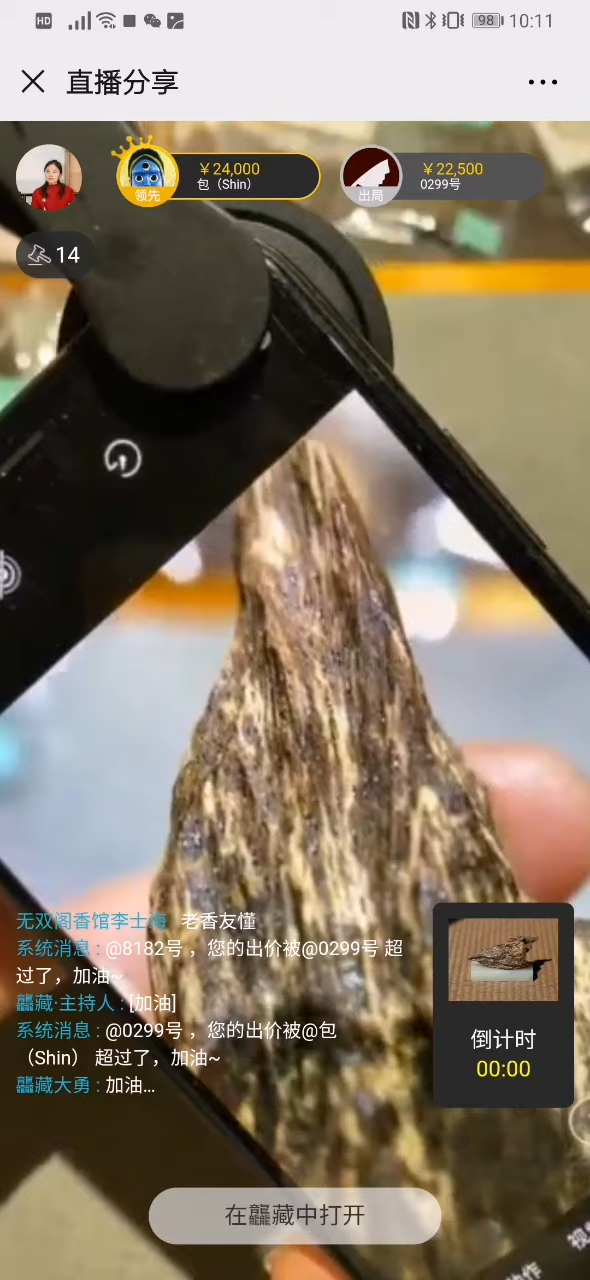 HD
98 10:11
直播分享
￥24,000
包（Shin）
领先
￥22,500
0299号
出局
14
无双阁香馆李士海 老香友懂
系统消息：@8182号 ，您的出价被@0299号 超
过了，加油~
龘藏·主持人：[加油]
系统消息：@0299号 ，您的出价被@包
（Shin） 超过了，加油~
龘藏大勇：加油...
倒计时
00:00
在龘藏中打开